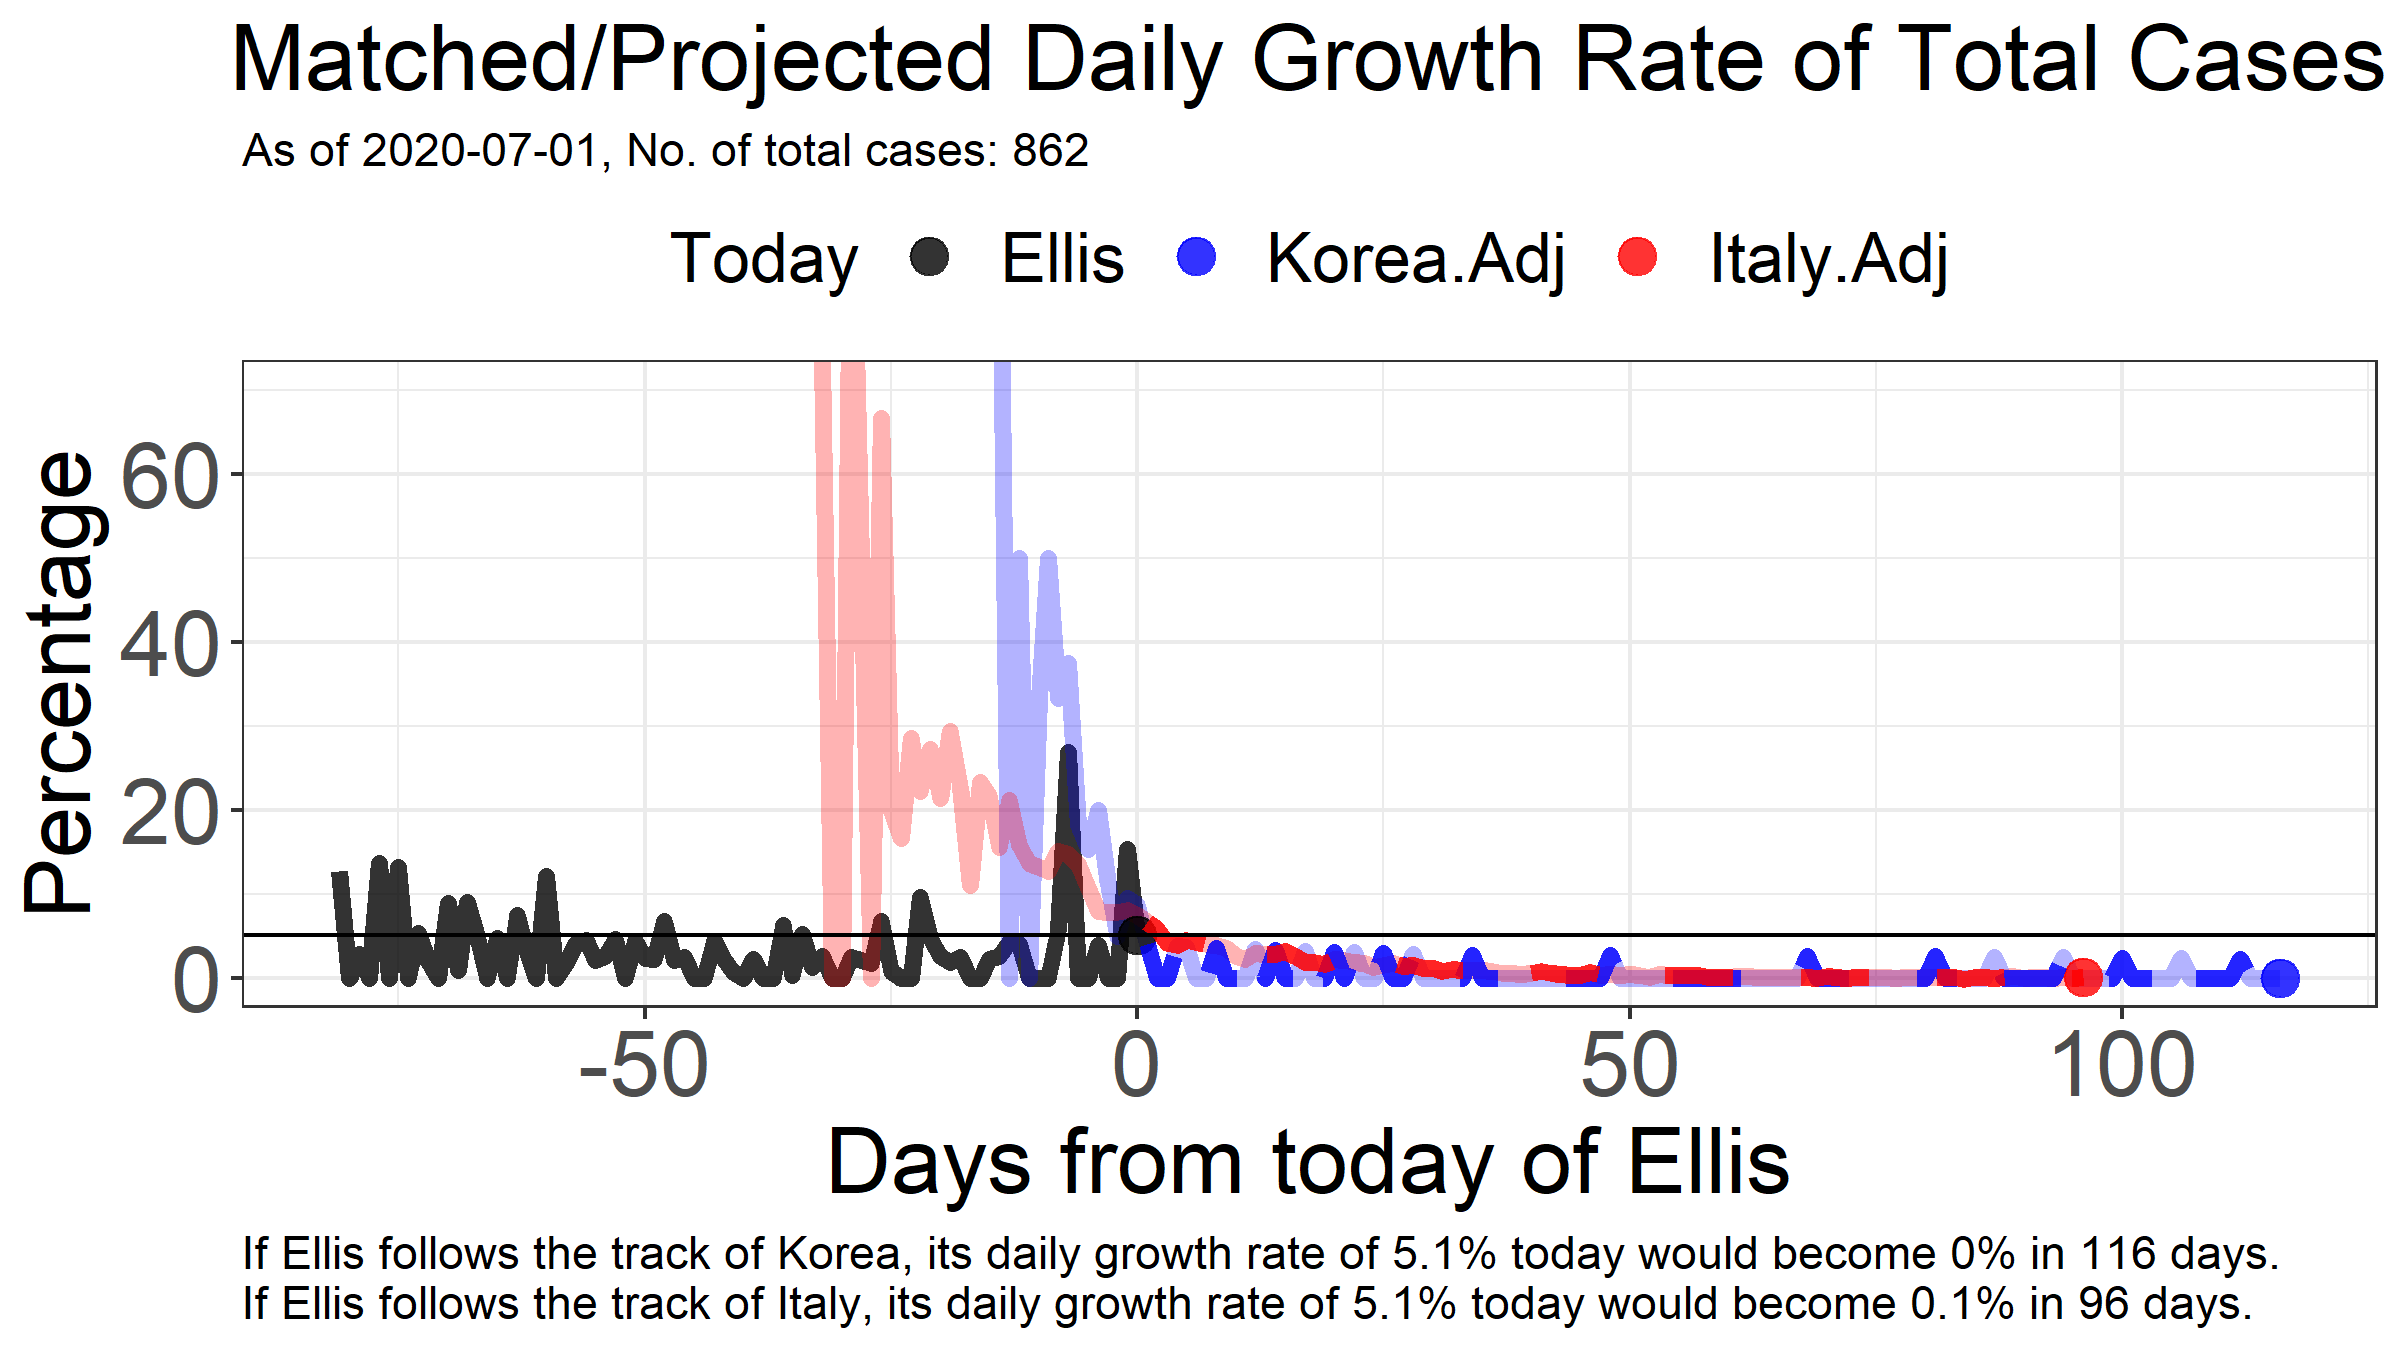 Matched/Projected Daily Growth Rate of Total Cases
As of 2020-07-01, No. of total cases: 862
Today Ellis Korea.Adj Italy.Adj
Percentage
60
40
20
0
-50 0 50 100
Days from today of Ellis
If Ellis follows the track of Korea, its daily growth rate of 5.1% today would become 0% in 116 days.
If Ellis follows the track of Italy, its daily growth rate of 5.1% today would become 0.1% in 96 days.